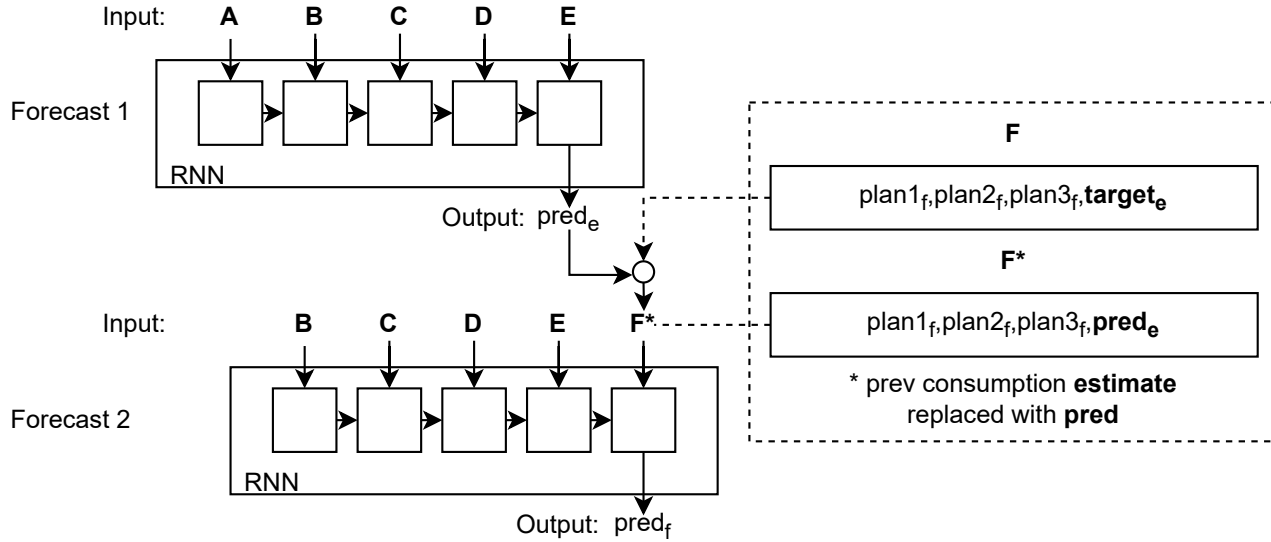 Input: A B C D E
Forecast 1
RNN
Output: pred_e
F
plan1_f,plan2_f,plan3_f,target_e
F*
plan1_f,plan2_f,plan3_f,pred_e
* prev consumption estimate
replaced with pred
Input: B C D E F*
Forecast 2
RNN
Output: pred_f